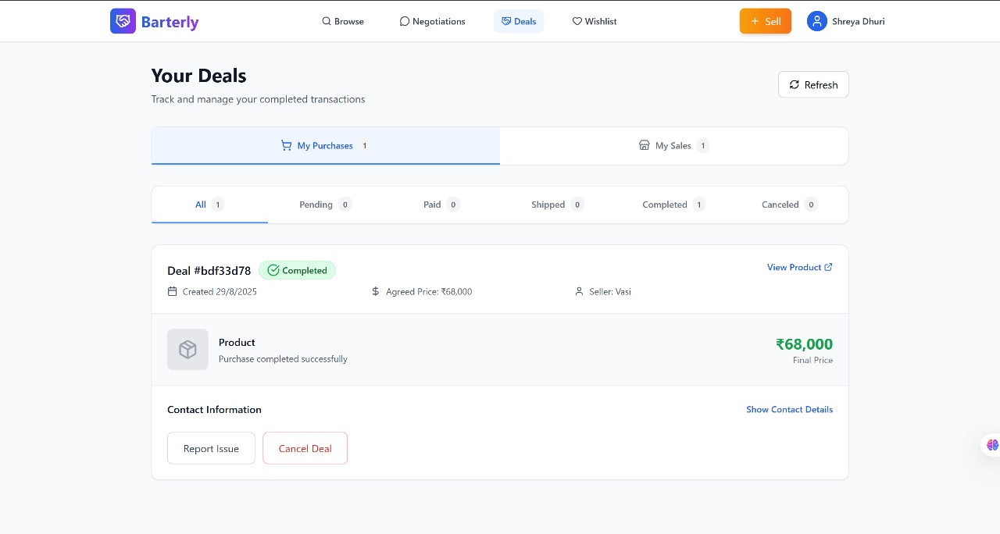 Barterly
Browse
Negotiations
Deals
Wishlist
+ Sell
Shreya Dhuri
Your Deals
Track and manage your completed transactions
Refresh
My Purchases 1
My Sales 1
All 1
Pending 0
Paid 0
Shipped 0
Completed 1
Canceled 0
Deal #bdf33d78
Completed
View Product
Created 29/8/2025
$ Agreed Price: ₹68,000
Seller: Vasi
Product
Purchase completed successfully
₹68,000
Final Price
Contact Information
Show Contact Details
Report Issue
Cancel Deal